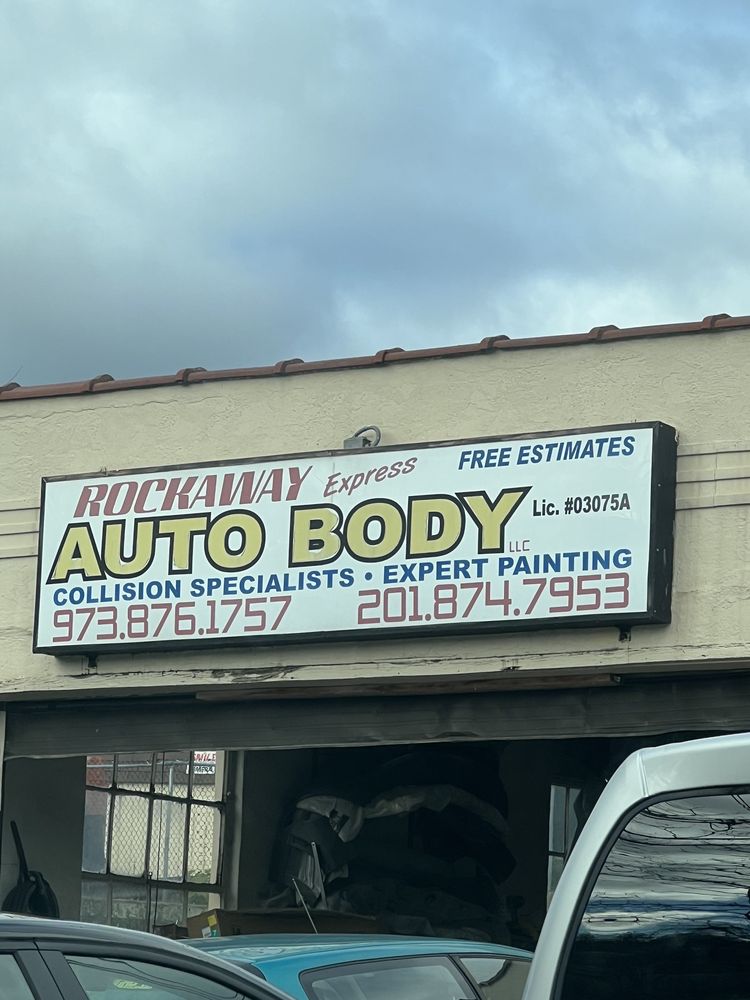 ROCKAWAY Express FREE ESTIMATES
AUTO BODY LLC Lic. #03075A
COLLISION SPECIALISTS • EXPERT PAINTING
973.876.1757 201.874.7953